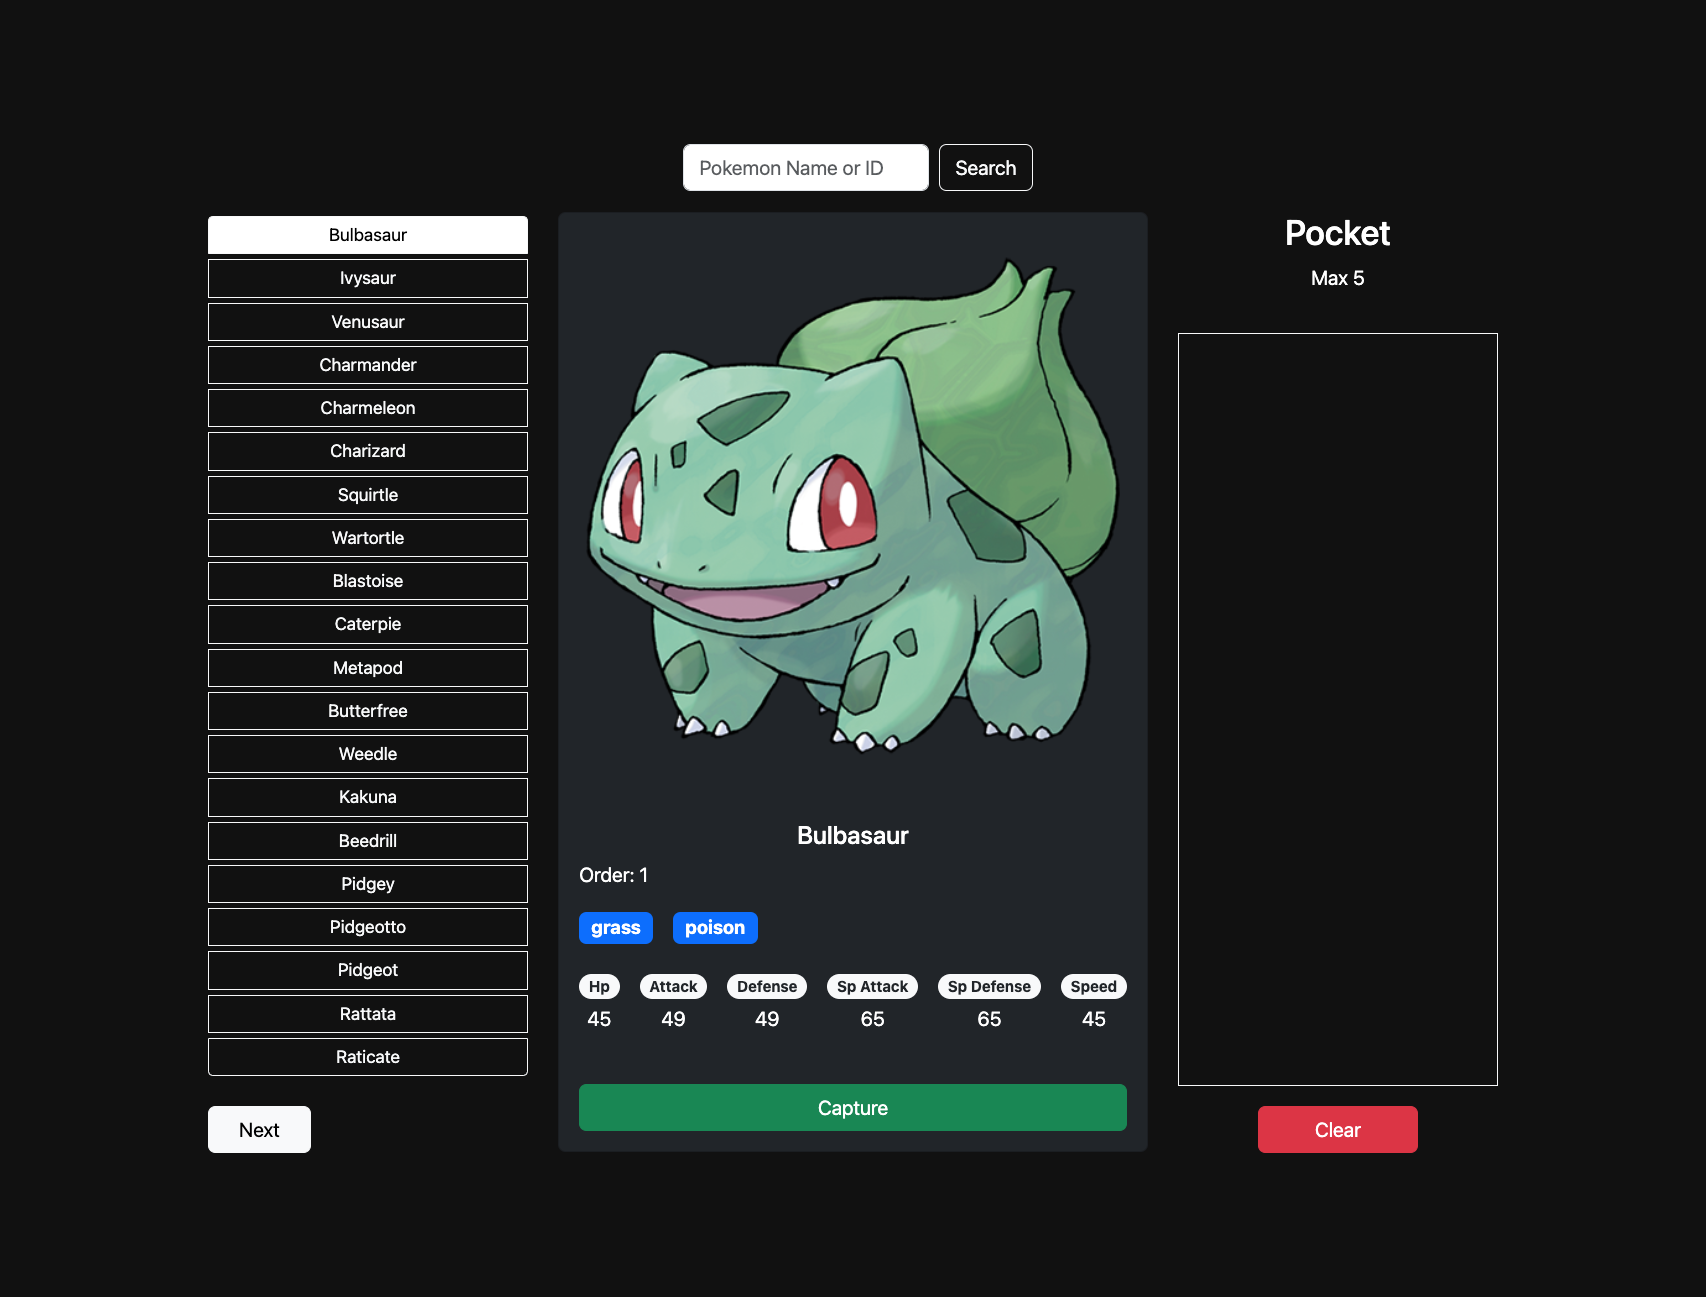 Pokemon Name or ID
Search
Bulbasaur
Ivysaur
Venusaur
Charmander
Charmeleon
Charizard
Squirtle
Wartortle
Blastoise
Caterpie
Metapod
Butterfree
Weedle
Kakuna
Beedrill
Pidgey
Pidgeotto
Pidgeot
Rattata
Raticate
Next
Bulbasaur
Order: 1
grass poison
Hp Attack Defense Sp Attack Sp Defense Speed
45 49 49 65 65 45
Capture
Pocket
Max 5
Clear